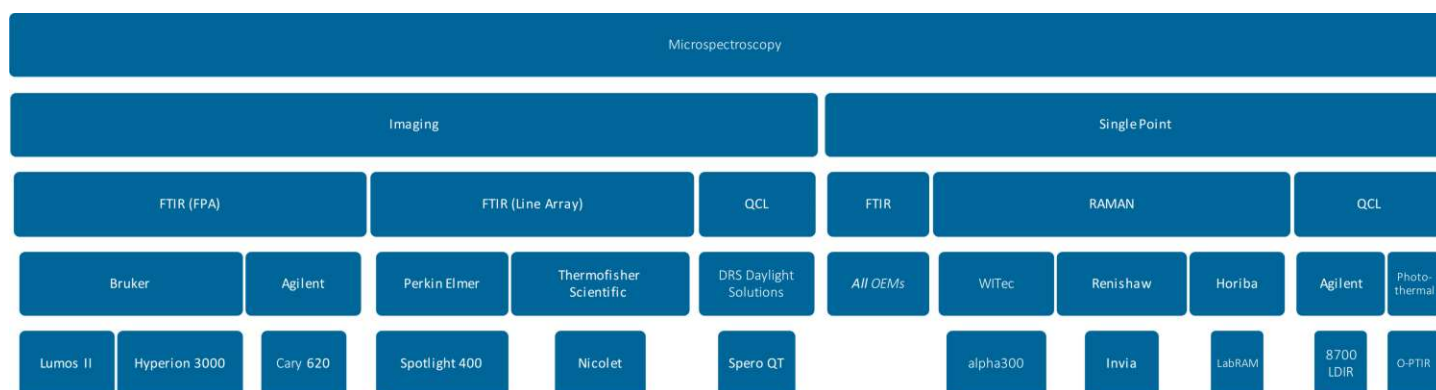 Microspectroscopy
Imaging
Single Point
FTIR (FPA)
FTIR (Line Array)
QCL
FTIR
RAMAN
QCL
Bruker
Agilent
Perkin Elmer
Thermofisher
Scientific
DRS Daylight
Solutions
All OEMs
WITec
Renishaw
Horiba
Agilent
Photo-
thermal
Lumos II
Hyperion 3000
Cary 620
Spotlight 400
Nicolet
Spero QT
alpha300
Invia
LabRAM
8700
LDIR
O-PTIR